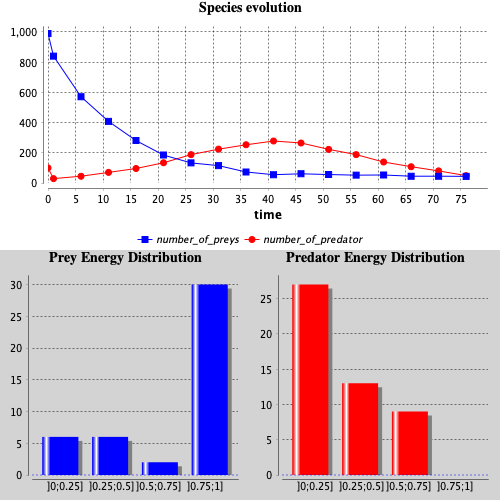 Species evolution
1,000
800
600
400
200
0
0 5 10 15 20 25 30 35 40 45 50 55 60 65 70 75
time
number_of_preys number_of_predator
Prey Energy Distribution
30
25
20
15
10
5
0
]0;0.25] ]0.25;0.5] ]0.5;0.75] ]0.75;1]
Predator Energy Distribution
25
20
15
10
5
0
]0;0.25] ]0.25;0.5] ]0.5;0.75] ]0.75;1]